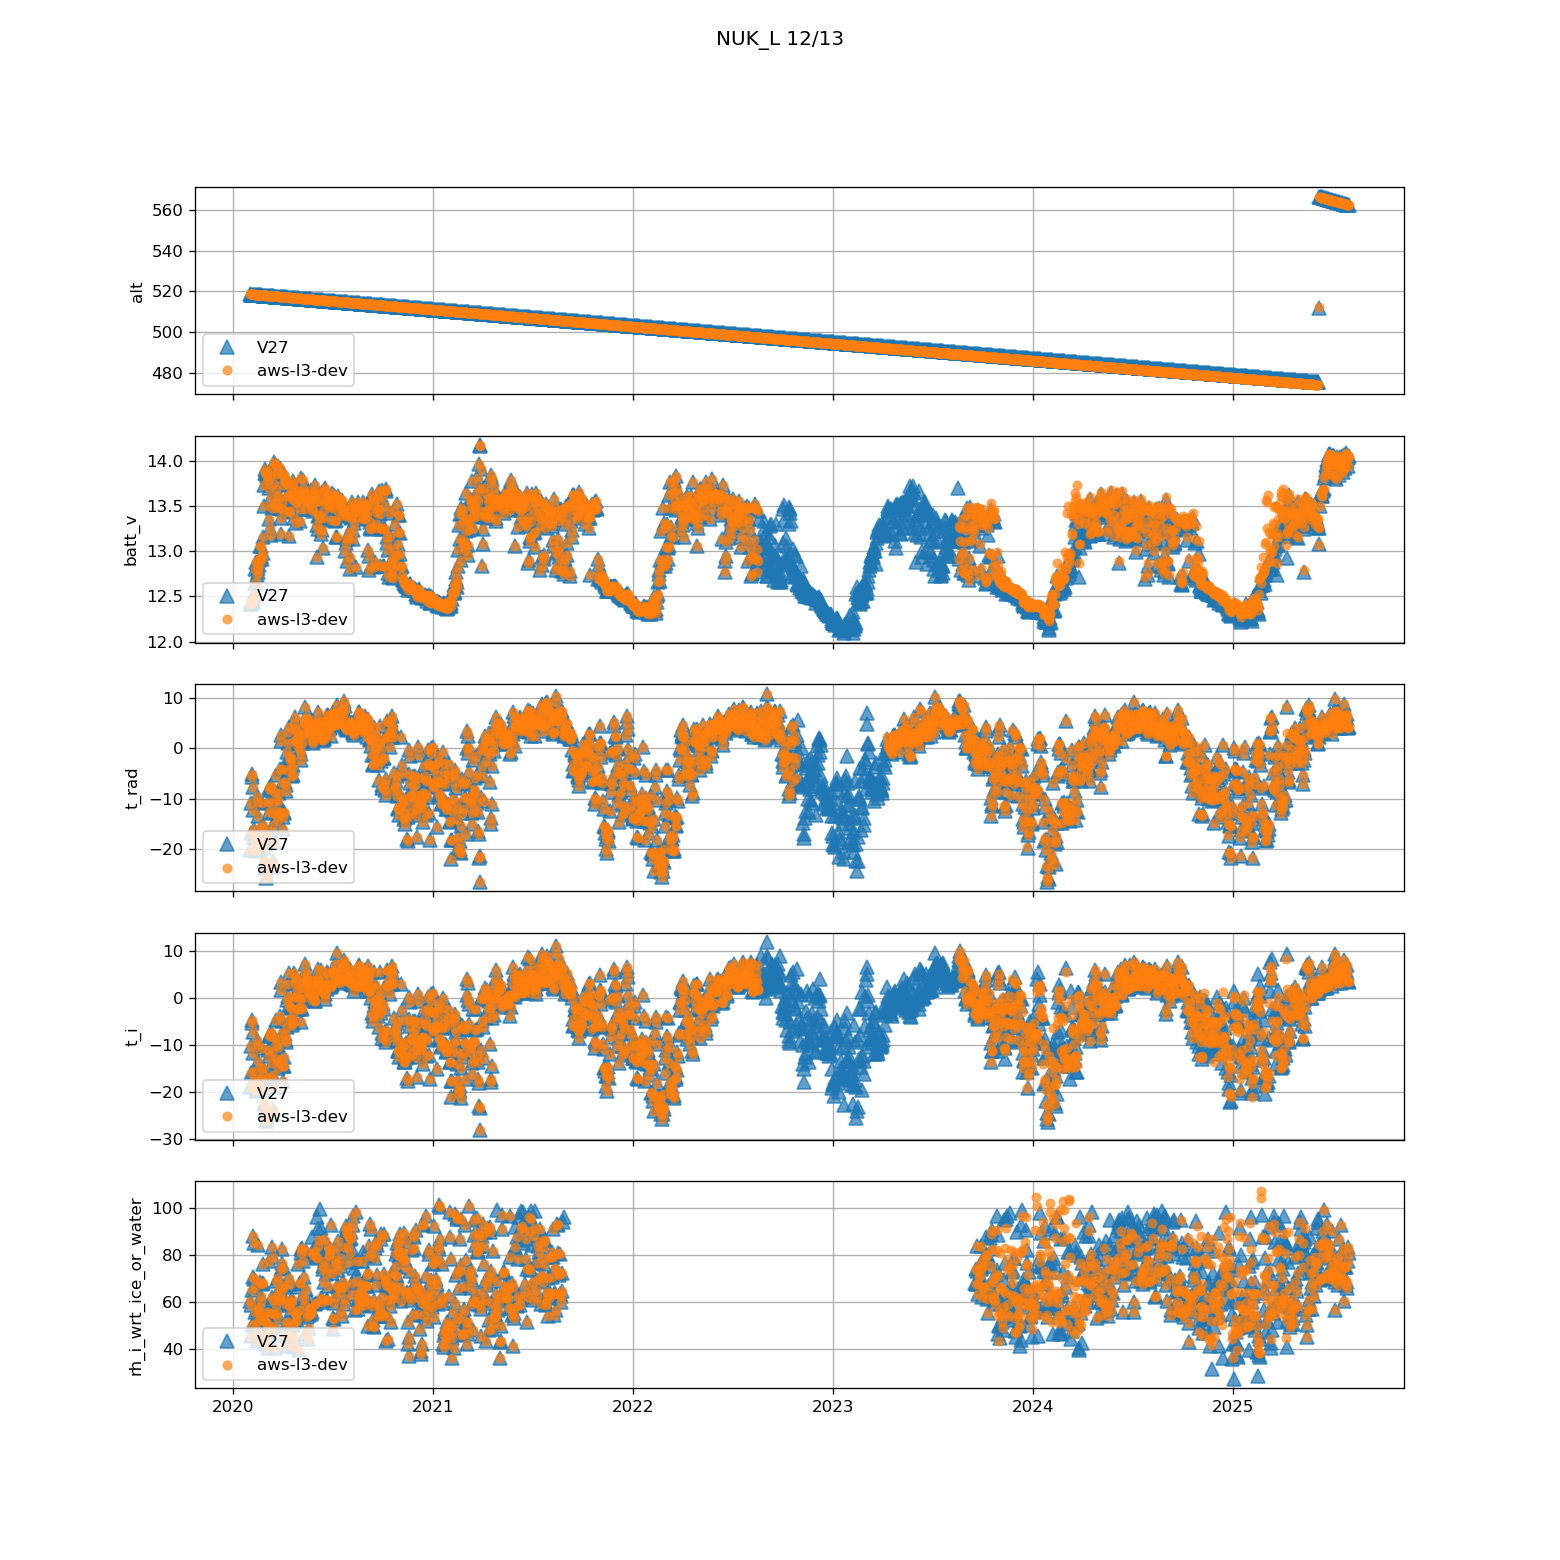 NUK_L 12/13
560
540
520
500
480
alt
V27
aws-l3-dev
14.0
13.5
13.0
12.5
12.0
batt_v
V27
aws-l3-dev
10
0
−10
−20
t_rad
V27
aws-l3-dev
10
0
−10
−20
−30
t_i
V27
aws-l3-dev
100
80
60
40
rh_i_wrt_ice_or_water
V27
aws-l3-dev
2020
2021
2022
2023
2024
2025